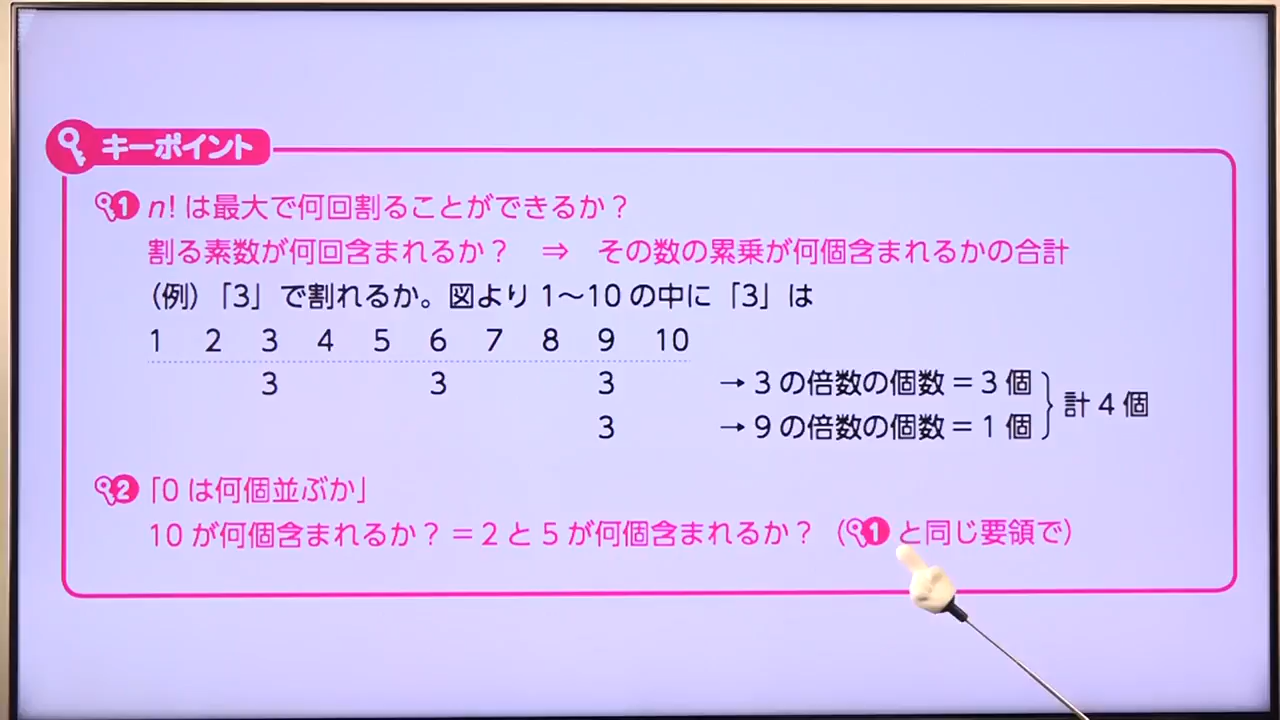 キーポイント
1 n! は最大で何回割ることができるか？
割る素数が何回含まれるか？ ⇒ その数の累乗が何個含まれるかの合計
（例）「3」で割れるか。図より 1〜10 の中に「3」は
1 2 3 4 5 6 7 8 9 10
3 3 3 → 3 の倍数の個数 = 3 個
3 → 9 の倍数の個数 = 1 個
計 4 個
2 「0 は何個並ぶか」
10 が何個含まれるか？ = 2 と 5 が何個含まれるか？（1 と同じ要領で）